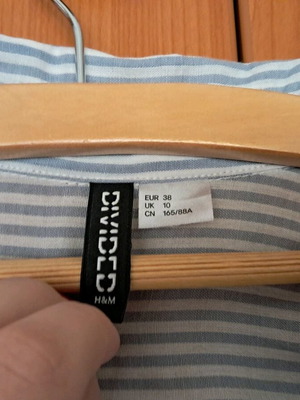 DIVIDED
H&M
EUR 38
UK 10
CN 165/88A